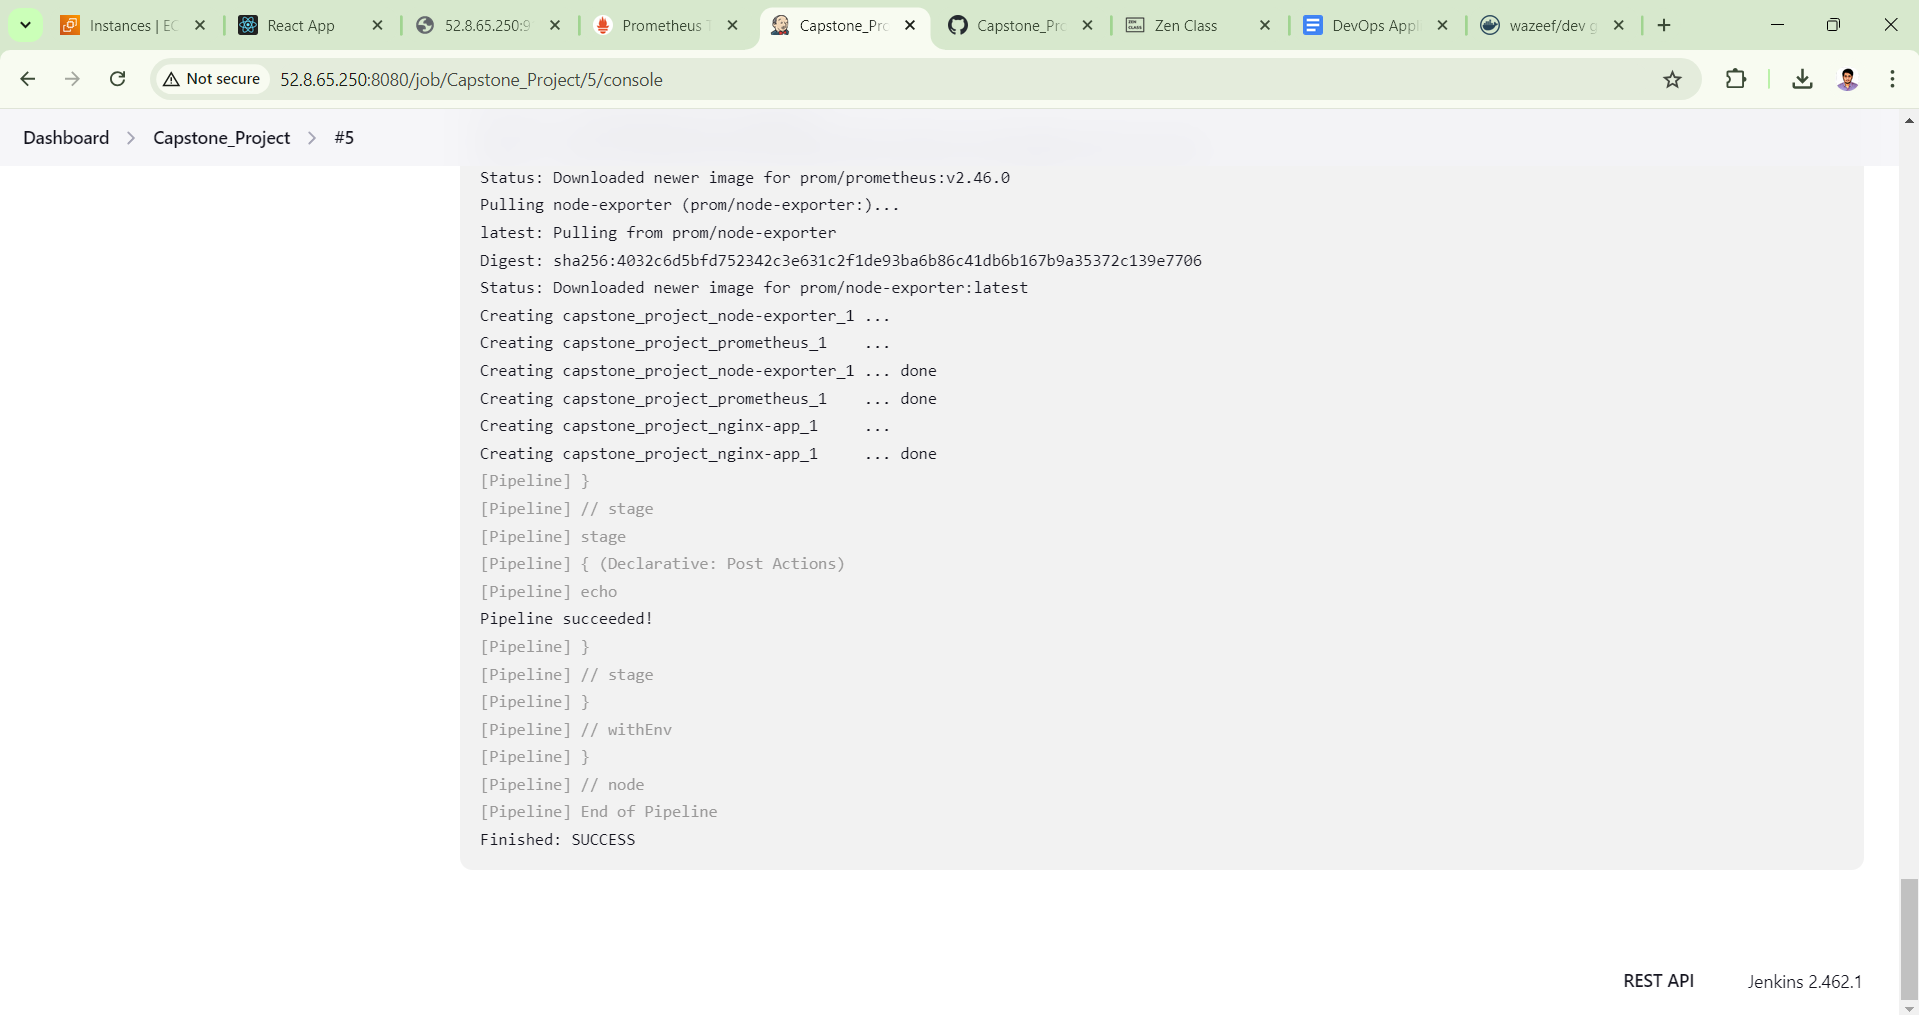 Instances | EC
React App
52.8.65.250:9
Prometheus T
Capstone_Pro
Capstone_Pro
Zen Class
DevOps Appl
wazeef/dev g
Not secure
52.8.65.250:8080/job/Capstone_Project/5/console
Dashboard
Capstone_Project
#5
Status: Downloaded newer image for prom/prometheus:v2.46.0
Pulling node-exporter (prom/node-exporter:)...
latest: Pulling from prom/node-exporter
Digest: sha256:4032c6d5bfd752342c3e631c2f1de93ba6b86c41db6b167b9a35372c139e7706
Status: Downloaded newer image for prom/node-exporter:latest
Creating capstone_project_node-exporter_1 ...
Creating capstone_project_prometheus_1    ...
Creating capstone_project_node-exporter_1 ... done
Creating capstone_project_prometheus_1    ... done
Creating capstone_project_nginx-app_1     ...
Creating capstone_project_nginx-app_1     ... done
[Pipeline] }
[Pipeline] // stage
[Pipeline] stage
[Pipeline] { (Declarative: Post Actions)
[Pipeline] echo
Pipeline succeeded!
[Pipeline] }
[Pipeline] // stage
[Pipeline] }
[Pipeline] // withEnv
[Pipeline] }
[Pipeline] // node
[Pipeline] End of Pipeline
Finished: SUCCESS
REST API
Jenkins 2.462.1